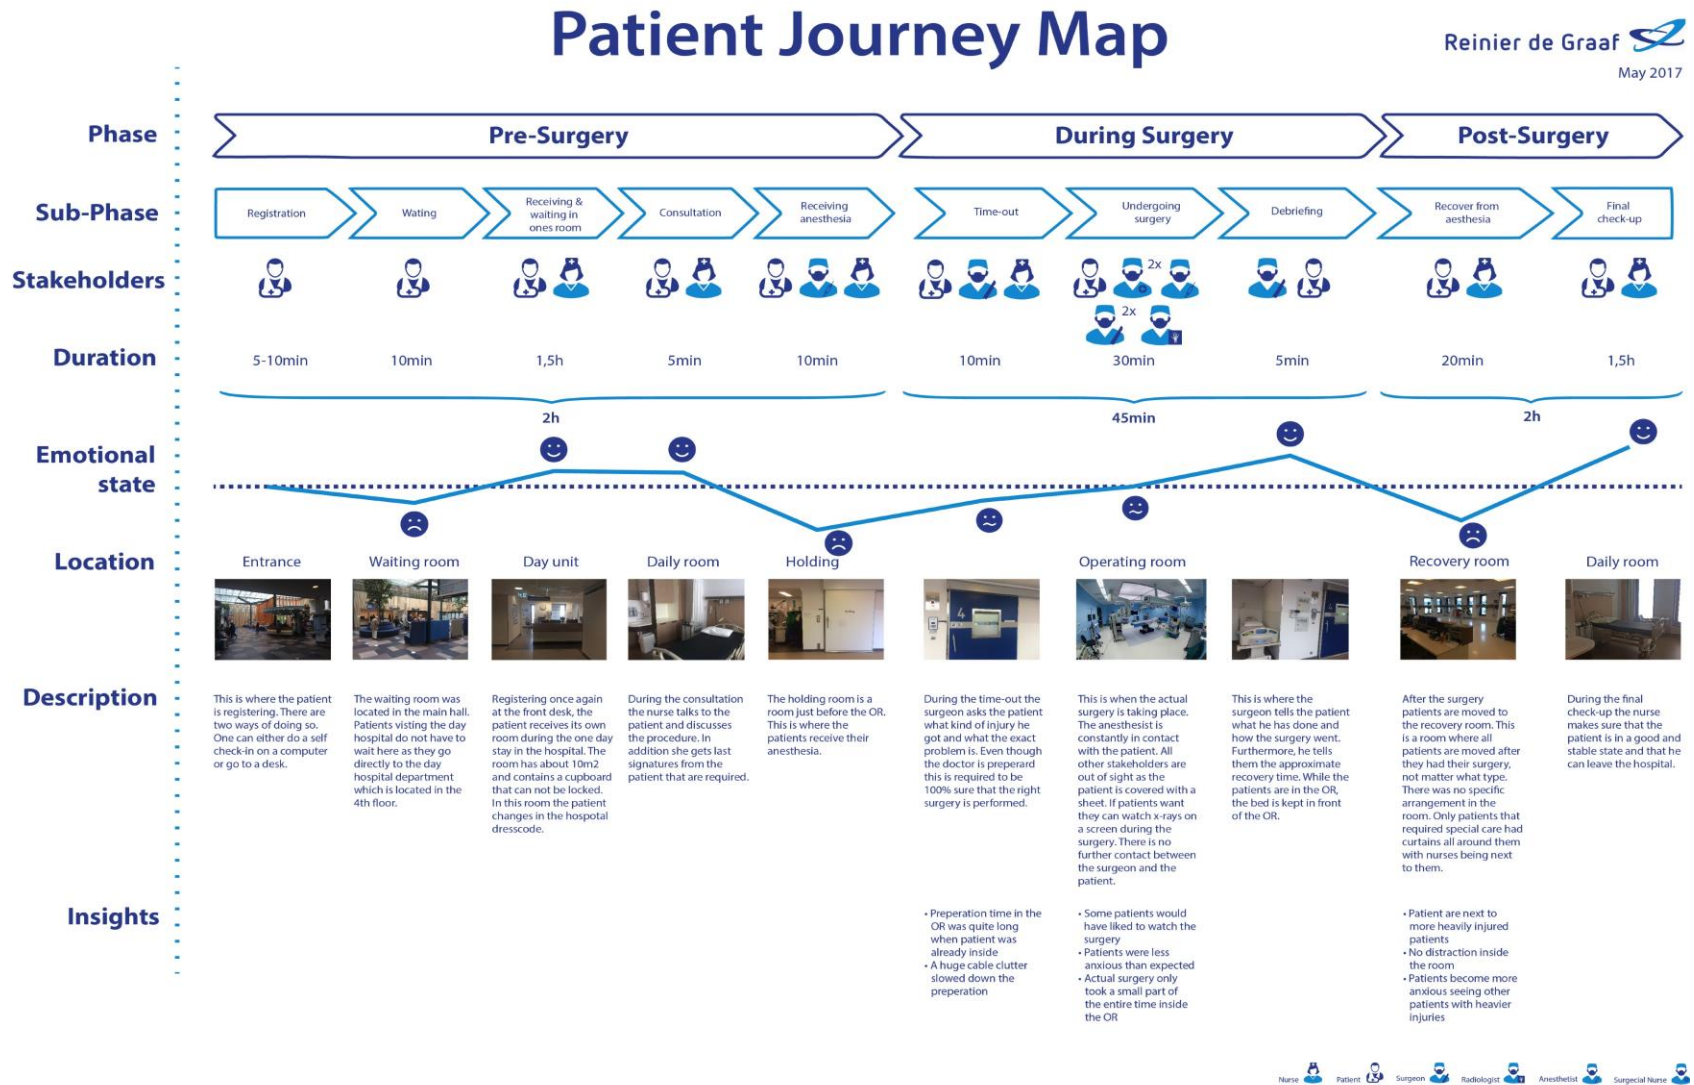 Patient Journey Map
Reinier de Graaf
May 2017
Phase
Pre-Surgery
During Surgery
Post-Surgery
Sub-Phase
Registration
Wating
Receiving &
waiting in
ones room
Consultation
Receiving
anesthesia
Time-out
Undergoing
surgery
Debriefing
Recover from
aesthesia
Final
check-up
Stakeholders
2x
2x
Duration
5-10min
10min
1,5h
5min
10min
10min
30min
5min
20min
1,5h
2h
45min
2h
Emotional
state
Location
Entrance
Waiting room
Day unit
Daily room
Holding
Operating room
Recovery room
Daily room
4
Description
This is where the patient
is registering. There are
two ways of doing so.
One can either do a self
check-in on a computer
or go to a desk.
The waiting room was
located in the main hall.
Patients visting the day
hospital do not have to
wait here as they go
directly to the day
hospital department
which is located in the
4th floor.
Registering once again
at the front desk, the
patient receives its own
room during the one day
stay in the hospital. The
room has about 10m2
and contains a cupboard
that can not be locked.
In this room the patient
changes in the hospotal
dresscode.
During the consultation
the nurse talks to the
patient and discusses
the procedure. In
addition she gets last
signatures from the
patient that are required.
The holding room is a
room just before the OR.
This is where the
patients receive their
anesthesia.
During the time-out the
surgeon asks the patient
what kind of injury he
got and what the exact
problem is. Even though
the doctor is preperard
this is required to be
100% sure that the right
surgery is performed.
This is when the actual
surgery is taking place.
The anesthesist is
constantly in contact
with the patient. All
other stakeholders are
out of sight as the
patient is covered with a
sheet. If patients want
they can watch x-rays on
a screen during the
surgery. There is no
further contact between
the surgeon and the
patient.
This is where the
surgeon tells the patient
what he has done and
how the surgery went.
Furthermore, he tells
them the approximate
recovery time. While the
patients are in the OR,
the bed is kept in front
of the OR.
After the surgery
patients are moved to
the recovery room. This
is a room where all
patients are moved after
they had their surgery,
not matter what type.
There was no specific
arrangement in the
room. Only patients that
required special care had
curtains all around them
with nurses being next
to them.
During the final
check-up the nurse
makes sure that the
patient is in a good and
stable state and that he
can leave the hospital.
Insights
• Preperation time in the
OR was quite long
when patient was
already inside
• A huge cable clutter
slowed down the
preperation
• Some patients would
have liked to watch the
surgery
• Patients were less
anxious than expected
• Actual surgery only
took a small part of
the entire time inside
the OR
• Patient are next to
more heavily injured
patients
• No distraction inside
the room
• Patients become more
anxious seeing other
patients with heavier
injuries
Nurse
Patient
Surgeon
Radiologist
Anesthetist
Surgecial Nurse